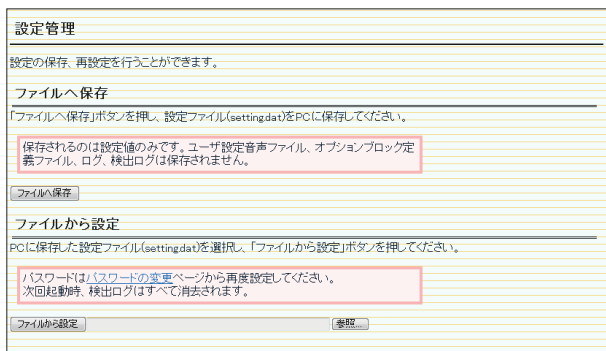 設定管理
設定の保存、再設定を行うことができます。
ファイルへ保存
「ファイルへ保存」ボタンを押し、設定ファイル(setting.dat)をPCに保存してください。
保存されるのは設定値のみです。ユーザ設定音声ファイル、オプションブロック定
義ファイル、ログ、検出ログは保存されません。
ファイルへ保存
ファイルから設定
PCに保存した設定ファイル(setting.dat)を選択し、「ファイルから設定」ボタンを押してください。
パスワードはパスワードの変更ページから再度設定してください。
次回起動時、検出ログはすべて消去されます。
ファイルから設定 参照...